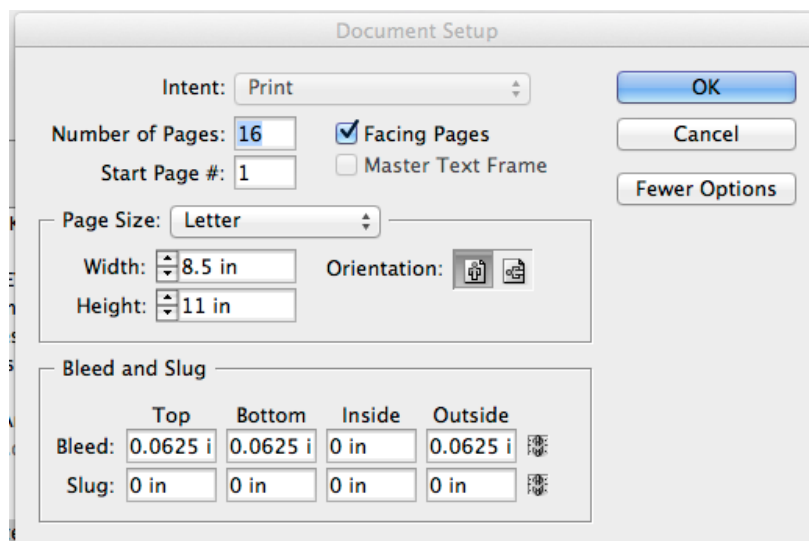 Document Setup
Intent: Print
OK
Number of Pages: 16
Facing Pages
Cancel
Start Page #: 1
Master Text Frame
Fewer Options
Page Size: Letter
Width: 8.5 in
Orientation:
Height: 11 in
Bleed and Slug
Top Bottom Inside Outside
Bleed: 0.0625 i 0.0625 i 0 in 0.0625 i
Slug: 0 in 0 in 0 in 0 in